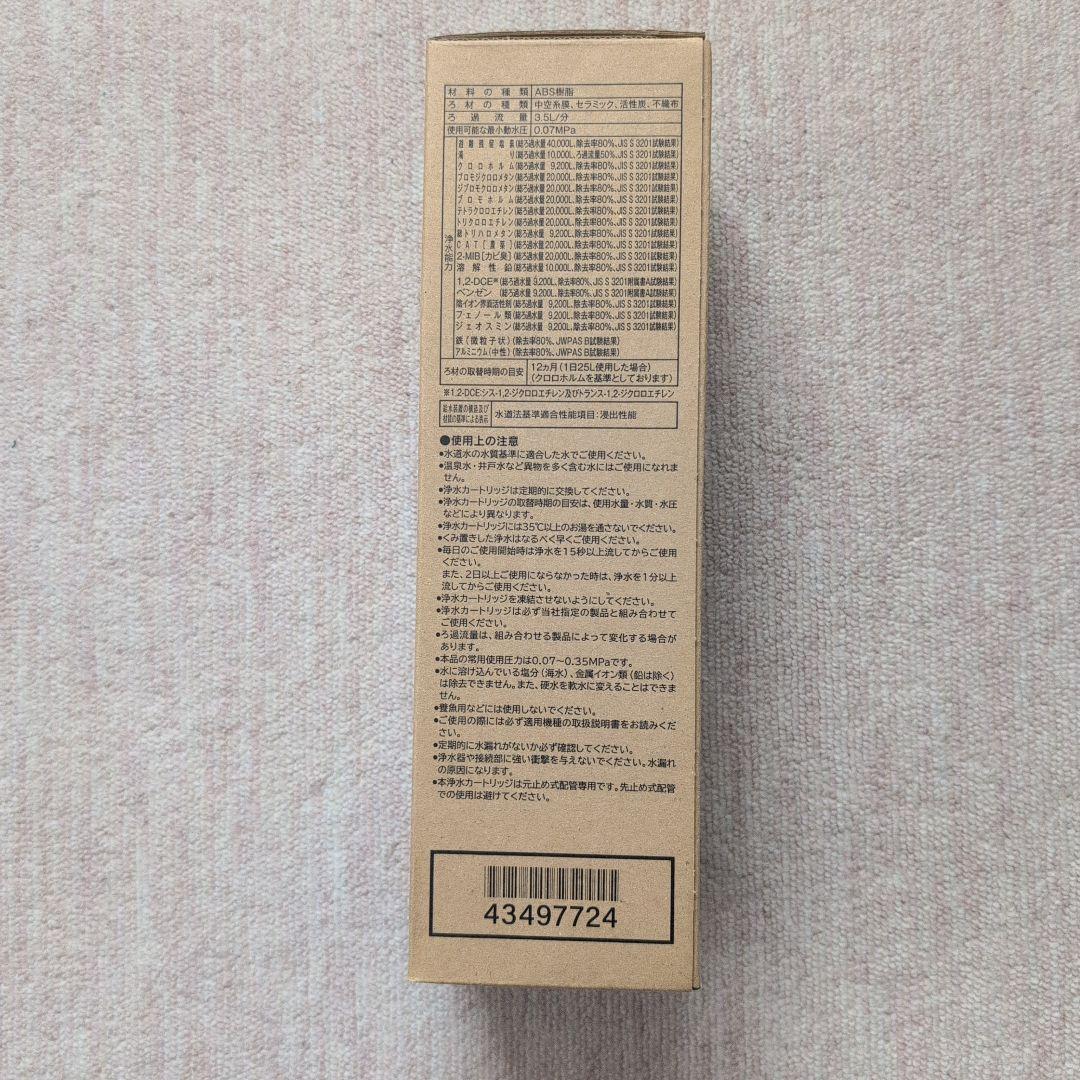 材料の種類 ABS樹脂
ろ材の種類 中空糸膜、セラミック、活性炭、不織布
ろ過流量 3.5L/分
使用可能な最小動水圧 0.07MPa
浄水能力
遊離残留塩素(総ろ過水量40,000L、除去率80%、JIS S 3201試験結果)
濁り(総ろ過水量10,000L、ろ過流量50%、JIS S 3201試験結果)
クロロホルム(総ろ過水量 9,200L、除去率80%、JIS S 3201試験結果)
ブロモジクロロメタン(総ろ過水量20,000L、除去率80%、JIS S 3201試験結果)
ジブロモクロロメタン(総ろ過水量20,000L、除去率80%、JIS S 3201試験結果)
ブロモホルム(総ろ過水量20,000L、除去率80%、JIS S 3201試験結果)
テトラクロロエチレン(総ろ過水量20,000L、除去率80%、JIS S 3201試験結果)
トリクロロエチレン(総ろ過水量20,000L、除去率80%、JIS S 3201試験結果)
総トリハロメタン(総ろ過水量 9,200L、除去率80%、JIS S 3201試験結果)
CAT[農薬](総ろ過水量20,000L、除去率80%、JIS S 3201試験結果)
2-MIB[カビ臭](総ろ過水量20,000L、除去率80%、JIS S 3201試験結果)
溶解性鉛(総ろ過水量10,000L、除去率80%、JIS S 3201試験結果)
1,2-DCE※(総ろ過水量 9,200L、除去率80%、JIS S 3201附属書A試験結果)
ベンゼン(総ろ過水量 9,200L、除去率80%、JIS S 3201附属書A試験結果)
陰イオン界面活性剤(総ろ過水量 9,200L、除去率80%、JIS S 3201試験結果)
フェノール類(総ろ過水量 9,200L、除去率80%、JIS S 3201試験結果)
ジェオスミン(総ろ過水量 9,200L、除去率80%、JIS S 3201試験結果)
鉄(微粒子状)(除去率80%、JWPAS B試験結果)
アルミニウム(中性)(除去率80%、JWPAS B試験結果)
ろ材の取替時期の目安 12ヵ月(1日25L使用した場合)
(クロロホルムを基準としております)
※1,2-DCE:シス-1,2-ジクロロエチレン及びトランス-1,2-ジクロロエチレン
給水装置の構造及び
材質の基準による表示 水道法基準適合性能項目:浸出性能
●使用上の注意
●水道水の水質基準に適合した水でご使用ください。
●温泉水・井戸水など異物を多く含む水にはご使用になれま
せん。
●浄水カートリッジは定期的に交換してください。
●浄水カートリッジの取替時期の目安は、使用水量・水質・水圧
などにより異なります。
●浄水カートリッジには35℃以上のお湯を通さないでください。
●くみ置きした浄水はなるべく早くご使用ください。
●毎日のご使用開始時は浄水を15秒以上流してからご使用
ください。
また、2日以上ご使用にならなかった時は、浄水を1分以上
流してからご使用ください。
●浄水カートリッジを凍結させないようにしてください。
●浄水カートリッジは必ず当社指定の製品と組み合わせて
ご使用ください。
●ろ過流量は、組み合わせる製品によって変化する場合が
あります。
●本品の常用使用圧力は0.07〜0.35MPaです。
●水に溶け込んでいる塩分(海水)、金属イオン類(鉛は除く)
は除去できません。また、硬水を軟水に変えることはできま
せん。
●養魚用などには使用しないでください。
●ご使用の際には必ず適用機種の取扱説明書をお読みくだ
さい。
●定期的に水漏れがないか必ず確認してください。
●浄水器や接続部に強い衝撃を与えないでください。水漏れ
の原因になります。
●本浄水カートリッジは元止め式配管専用です。先止め式配管
での使用は避けてください。
43497724